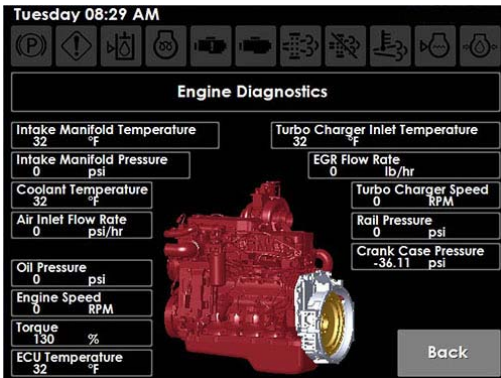 Tuesday 08:29 AM
(P)
Engine Diagnostics
Intake Manifold Temperature
32 °F
Turbo Charger Inlet Temperature
32 °F
Intake Manifold Pressure
0 psi
EGR Flow Rate
0 lb/hr
Coolant Temperature
32 °F
Turbo Charger Speed
0 RPM
Air Inlet Flow Rate
0 psi/hr
Rail Pressure
0 psi
Crank Case Pressure
-36.11 psi
Oil Pressure
0 psi
Engine Speed
0 RPM
Torque
130 %
ECU Temperature
32 °F
Back